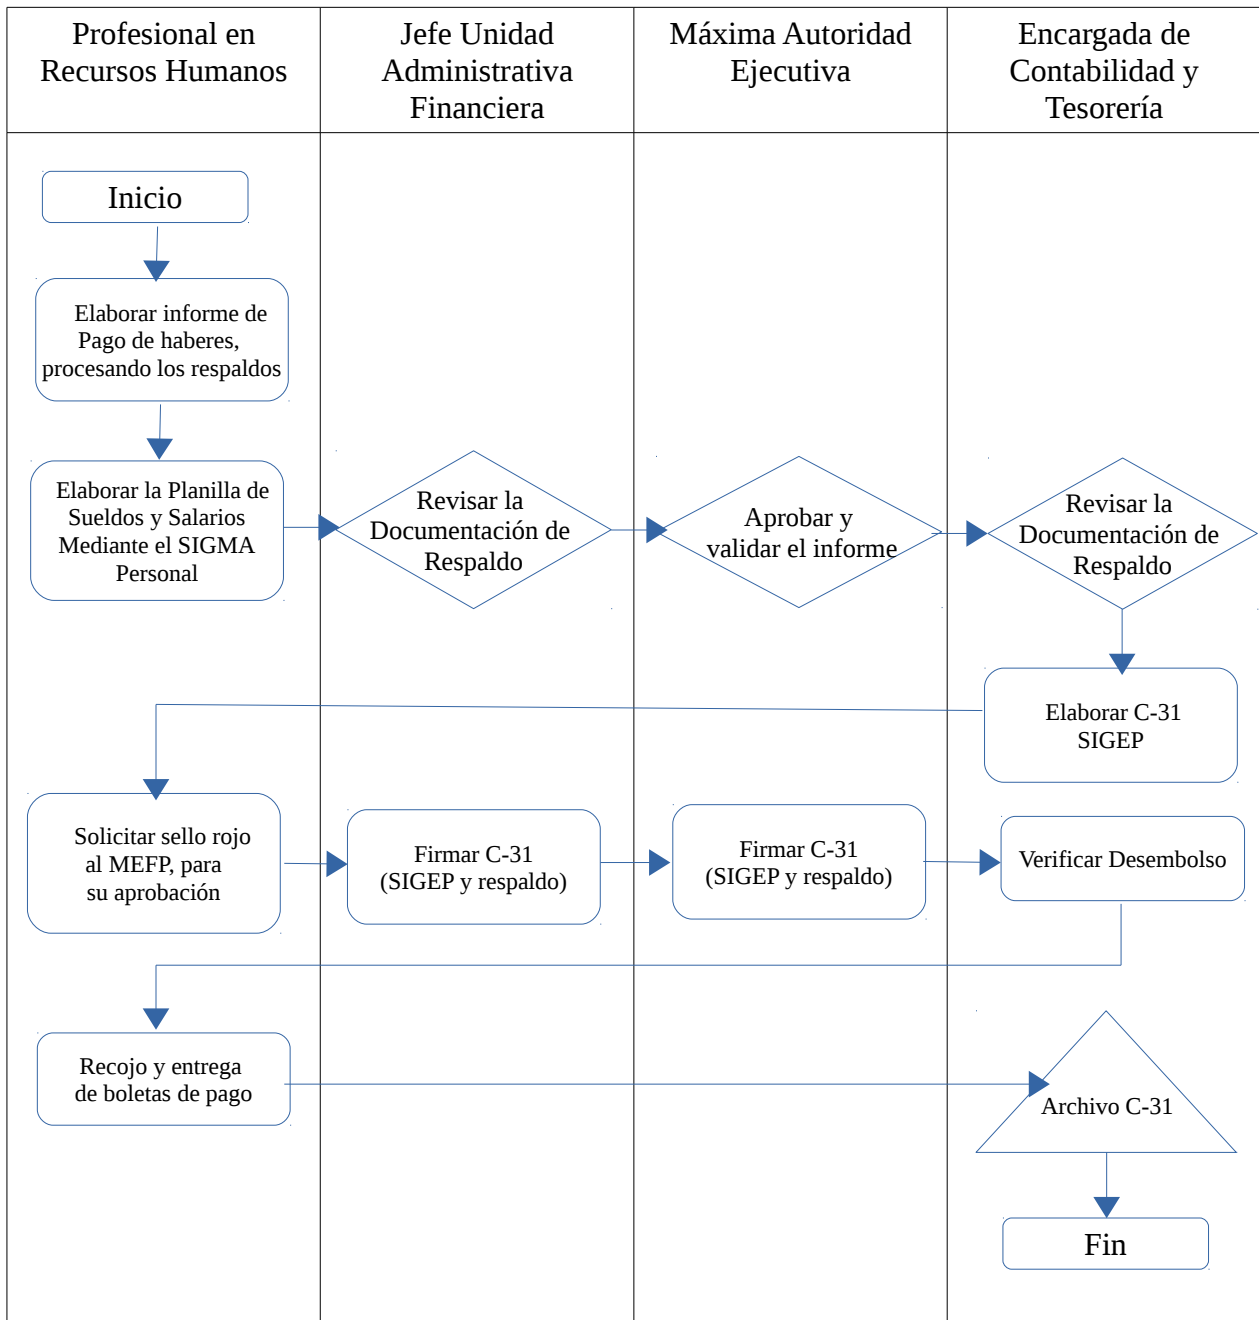 Profesional en
Recursos Humanos
Jefe Unidad
Administrativa
Financiera
Máxima Autoridad
Ejecutiva
Encargada de
Contabilidad y
Tesorería
Inicio
Elaborar informe de
Pago de haberes,
procesando los respaldos
Elaborar la Planilla de
Sueldos y Salarios
Mediante el SIGMA
Personal
Revisar la
Documentación de
Respaldo
Aprobar y
validar el informe
Revisar la
Documentación de
Respaldo
Elaborar C-31
SIGEP
Solicitar sello rojo
al MEFP, para
su aprobación
Firmar C-31
(SIGEP y respaldo)
Firmar C-31
(SIGEP y respaldo)
Verificar Desembolso
Recojo y entrega
de boletas de pago
Archivo C-31
Fin